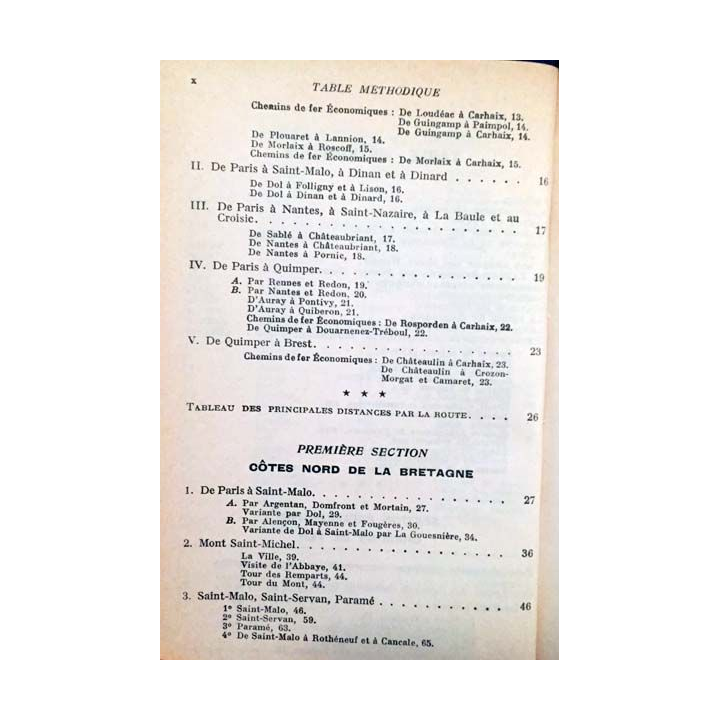 x
TABLE MÉTHODIQUE
Chemins de fer Économiques : De Loudéac à Carhaix, 13.
De Guingamp à Paimpol, 14.
De Guingamp à Carhaix, 14.
De Plouaret à Lannion, 14.
De Morlaix à Roscoff, 15.
Chemins de fer Économiques : De Morlaix à Carhaix, 15.
II. De Paris à Saint-Malo, à Dinan et à Dinard . . . . . . 16
De Dol à Folligny et à Lison, 16.
De Dol à Dinan et à Dinard, 16.
III. De Paris à Nantes, à Saint-Nazaire, à La Baule et au
Croisic. . . . . . . . . . . . . . . . . 17
De Sablé à Châteaubriant, 17.
De Nantes à Châteaubriant, 18.
De Nantes à Pornic, 18.
IV. De Paris à Quimper. . . . . . . . . . . . . 19
A. Par Rennes et Redon, 19.
B. Par Nantes et Redon, 20.
D'Auray à Pontivy, 21.
D'Auray à Quiberon, 21.
Chemins de fer Économiques : De Rosporden à Carhaix, 22.
De Quimper à Douarnenez-Tréboul, 22.
V. De Quimper à Brest. . . . . . . . . . . . . 23
Chemins de fer Économiques : De Châteaulin à Carhaix, 23.
De Châteaulin à Crozon-
Morgat et Camaret, 23.
★ ★ ★
TABLEAU DES PRINCIPALES DISTANCES PAR LA ROUTE. . . . 26
PREMIÈRE SECTION
CÔTES NORD DE LA BRETAGNE
1. De Paris à Saint-Malo. . . . . . . . . . . . . 27
A. Par Argentan, Domfront et Mortain, 27.
Variante par Dol, 29.
B. Par Alençon, Mayenne et Fougères, 30.
Variante de Dol à Saint-Malo par La Gouesnière, 34.
2. Mont Saint-Michel. . . . . . . . . . . . . . 36
La Ville, 39.
Visite de l'Abbaye, 41.
Tour des Remparts, 44.
Tour du Mont, 44.
3. Saint-Malo, Saint-Servan, Paramé . . . . . . . . . 46
1º Saint-Malo, 46.
2º Saint-Servan, 59.
3º Paramé, 63.
4º De Saint-Malo à Rothéneuf et à Cancale, 65.